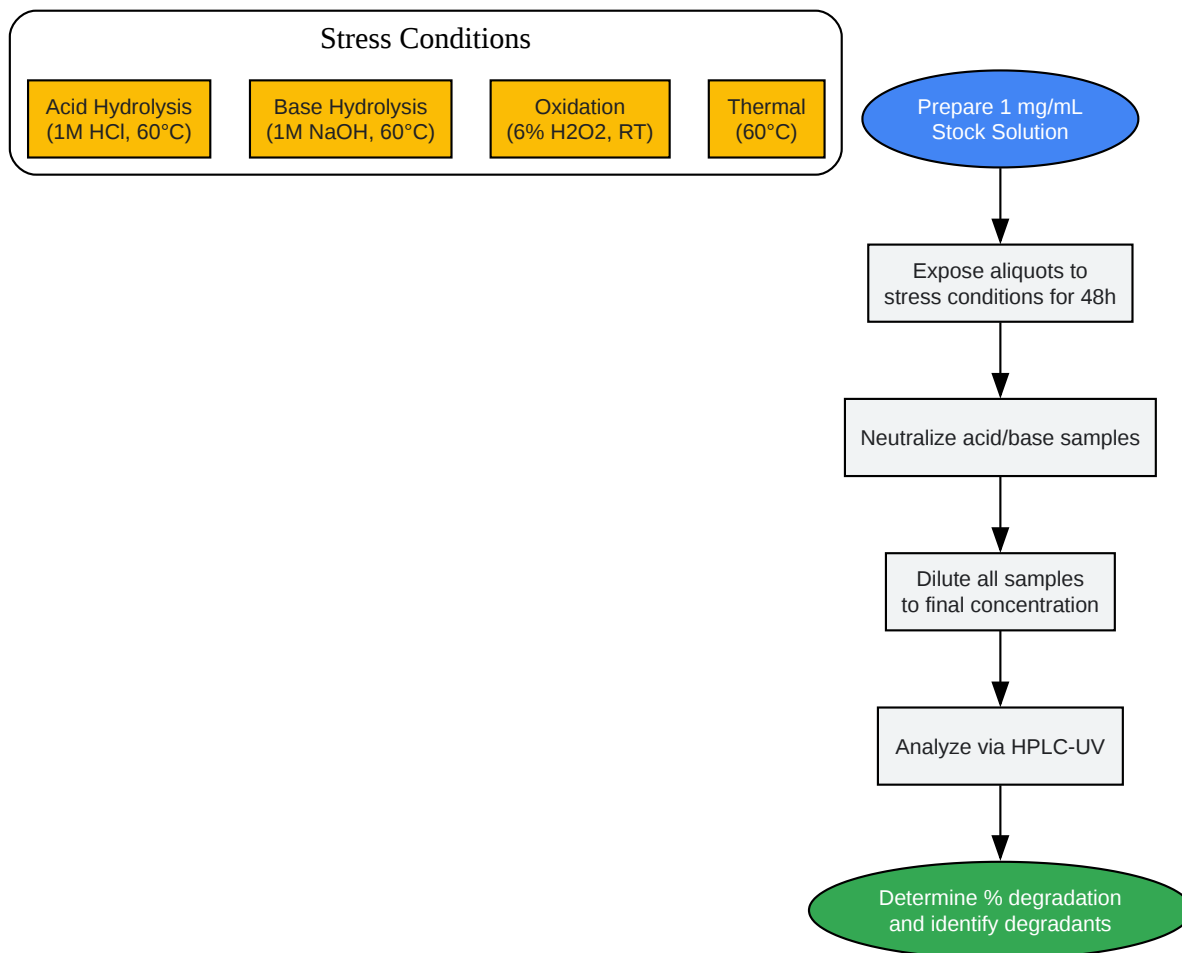 Stress Conditions
Acid Hydrolysis
(1M HCl, 60°C)
Base Hydrolysis
(1M NaOH, 60°C)
Oxidation
(6% H2O2, RT)
Thermal
(60°C)
Prepare 1 mg/mL
Stock Solution
Expose aliquots to
stress conditions for 48h
Neutralize acid/base samples
Dilute all samples
to final concentration
Analyze via HPLC-UV
Determine % degradation
and identify degradants